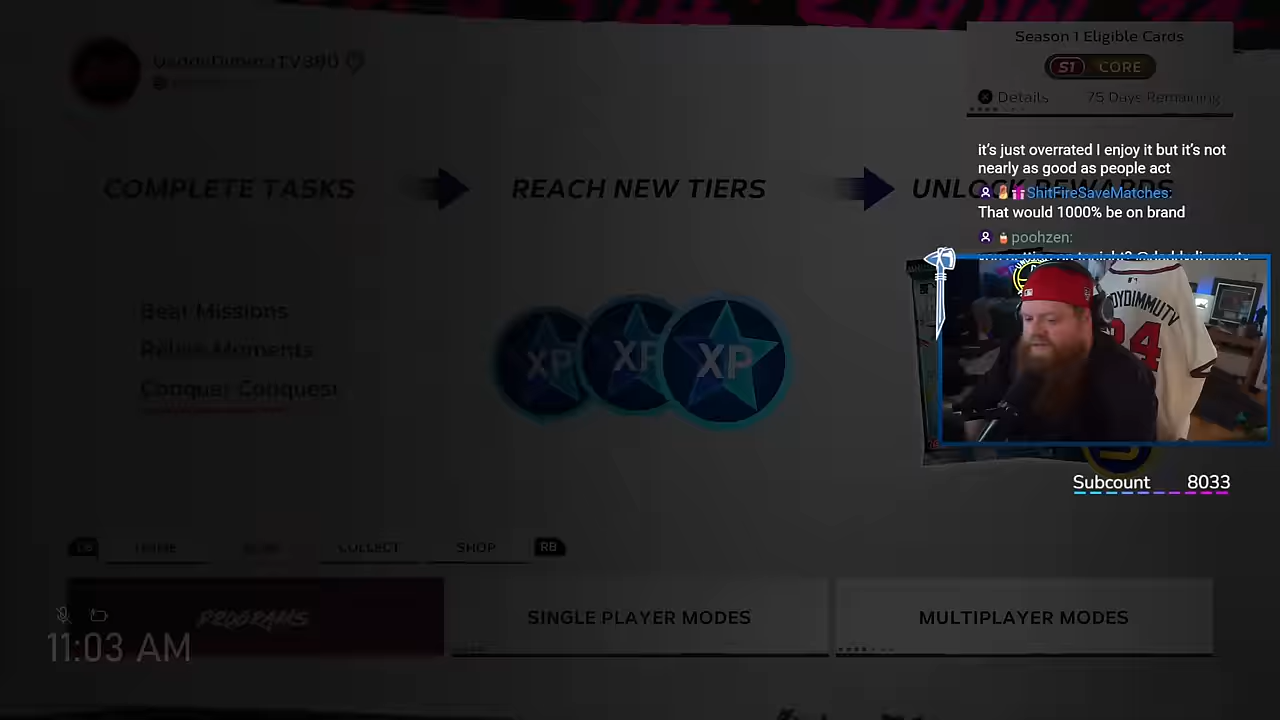 Season 1 Eligible Cards
S1 CORE
Details 75 Days Remaining
it's just overrated I enjoy it but it's not
nearly as good as people act
COMPLETE TASKS REACH NEW TIERS
ShitFireSaveMatches:
That would 1000% be on brand
poohzen:
Beat Missions
Relive Moments
Conquer Conquest
XP XP XP
DYDIMMUTV
Subcount 8033
COLLECT SHOP RB
PROGRAMS SINGLE PLAYER MODES MULTIPLAYER MODES
11:03 AM